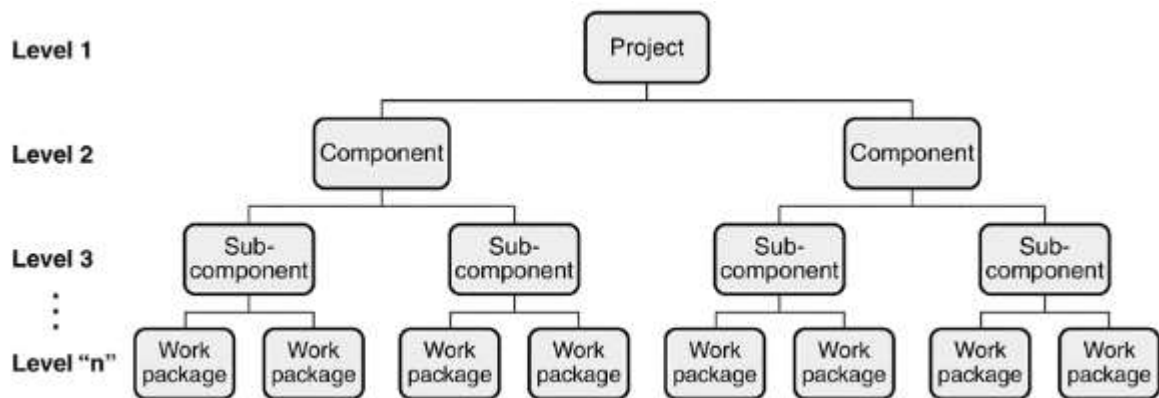 Level 1
Project
Level 2
Component
Component
Level 3
Sub-
component
Sub-
component
Sub-
component
Sub-
component
Level “n”
Work
package
Work
package
Work
package
Work
package
Work
package
Work
package
Work
package
Work
package